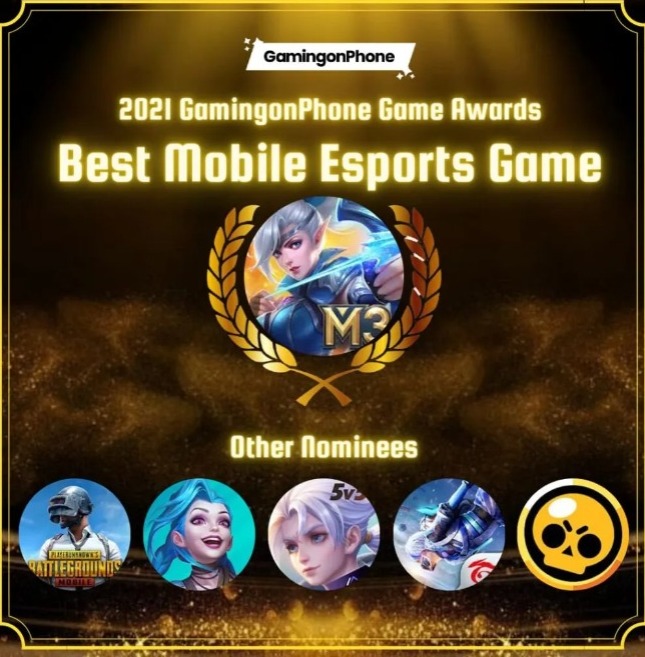 GamingonPhone
2021 GamingonPhone Game Awards
Best Mobile Esports Game
M3
Other Nominees
PLAYERUNKNOWN'S
BATTLEGROUNDS
MOBILE
5v5